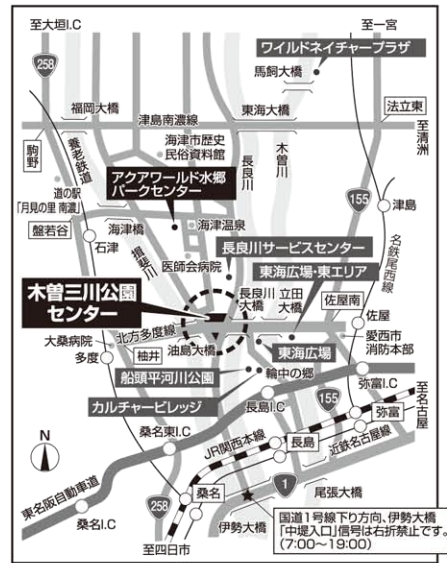 至大垣I.C
至一宮
258
ワイルドネイチャープラザ
馬飼大橋
福岡大橋
東海大橋
法立東
津島南濃線
駒野
養老鉄道
海津市歴史
民俗資料館
長良川
木曽川
至清洲
アクアワールド水郷
パークセンター
道の駅
「月見の里 南濃」
155
津島
盤若谷
海津橋
海津温泉
石津
揖斐川
長良川サービスセンター
名鉄尾西線
医師会病院
東海広場・東エリア
木曽三川公園
センター
長良川
大橋
立田
大橋
佐屋南
佐屋
北方多度線
大桑病院
多度
柚井
油島大橋
東海広場
愛西市
消防本部
船頭平河川公園
輪中の郷
カルチャービレッジ
弥富I.C
長島I.C
155
至名古屋
N
桑名東I.C
JR関西本線
弥富
長島
近鉄名古屋線
東名阪自動車道
桑名
1
尾張大橋
桑名I.C
258
伊勢大橋
至四日市
国道1号線下り方向、伊勢大橋
「中堤入口」信号は右折禁止です。
(7:00〜19:00)